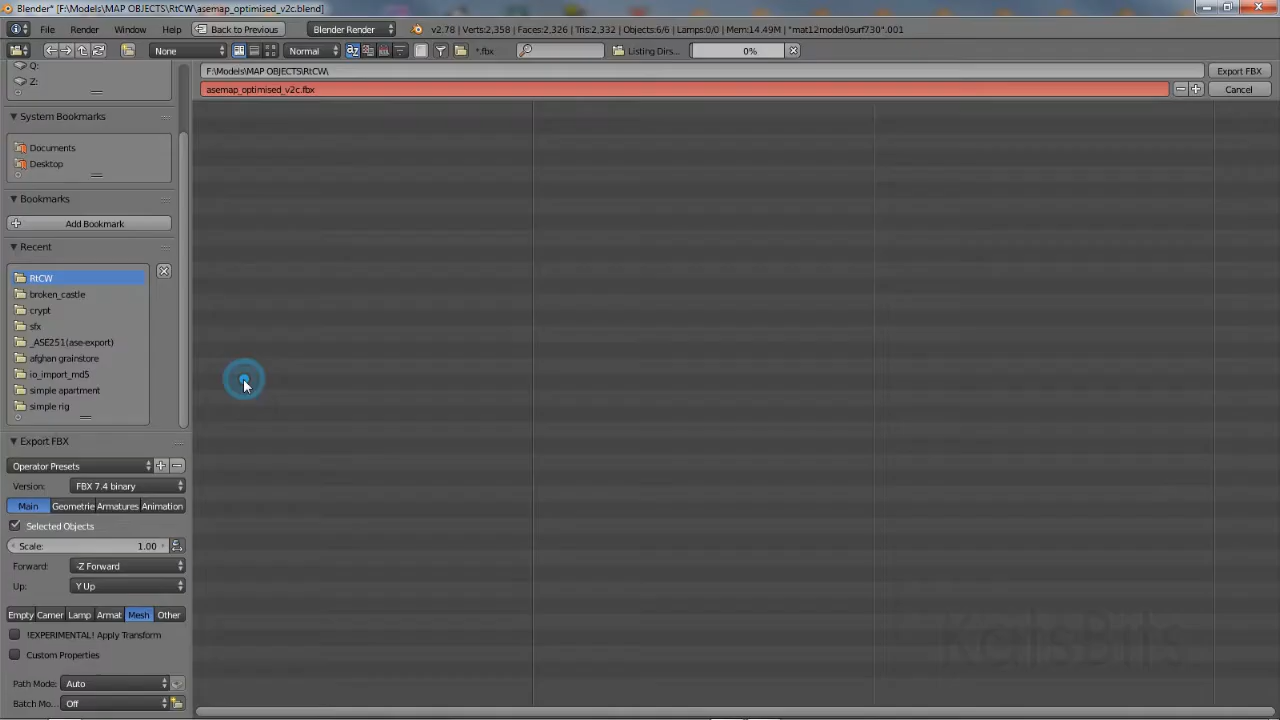 Blender* [F:\Models\MAP OBJECTS\RtCW\asemap_optimised_v2c.blend]
File Render Window Help Back to Previous Blender Render v2.78 | Verts:2,358 | Faces:2,326 | Tris:2,332 | Objects:6/6 | Lamps:0/0 | Mem:14.49M | "mat12model0surf730".001
None Normal *.fbx Listing Dirs... 0%
Q:
Z:
F:\Models\MAP OBJECTS\RtCW\ Export FBX
asemap_optimised_v2c.fbx Cancel
System Bookmarks
Documents
Desktop
Bookmarks
Add Bookmark
Recent
RtCW
broken_castle
crypt
sfx
_ASE251(ase-export)
afghan grainstore
io_import_md5
simple apartment
simple rig
Export FBX
Operator Presets
Version: FBX 7.4 binary
Main Geometrie Armatures Animation
Selected Objects
Scale: 1.00
Forward: -Z Forward
Up: Y Up
Empty Camer Lamp Armat Mesh Other
!EXPERIMENTAL! Apply Transform
Custom Properties
Path Mode: Auto
Batch Mo... Off
KatsBits